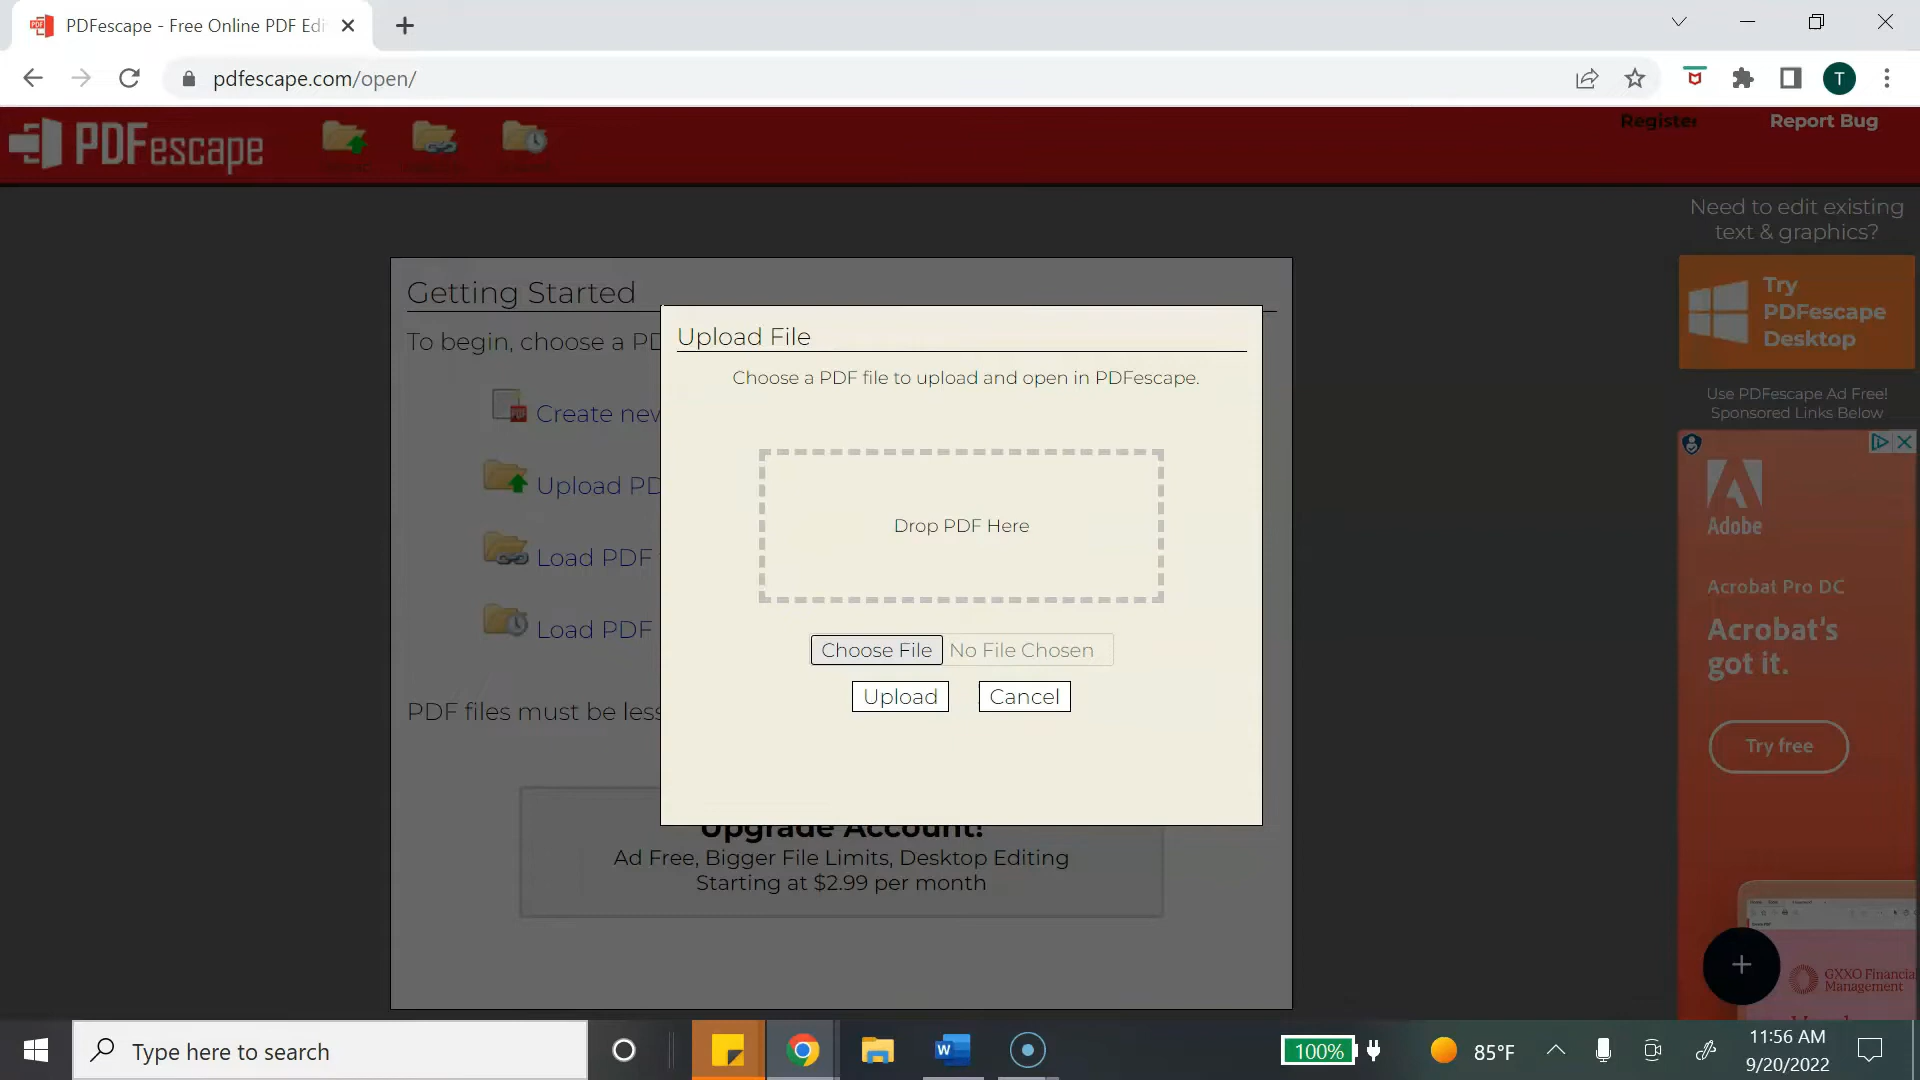 PDFescape - Free Online PDF Edi
pdfescape.com/open/
T
PDFescape
Register
Report Bug
Need to edit existing
text & graphics?
Try
PDFescape
Desktop
Use PDFescape Ad Free!
Sponsored Links Below
Adobe
Acrobat Pro DC
Acrobat's
got it.
Try free
GXXO Financia
Management
Getting Started
To begin, choose a PD
Create new
Upload PD
Load PDF
Load PDF
PDF files must be less
Upload File
Choose a PDF file to upload and open in PDFescape.
Drop PDF Here
Choose File No File Chosen
Upload Cancel
Upgrade Account!
Ad Free, Bigger File Limits, Desktop Editing
Starting at $2.99 per month
Type here to search
100%
85°F
11:56 AM
9/20/2022